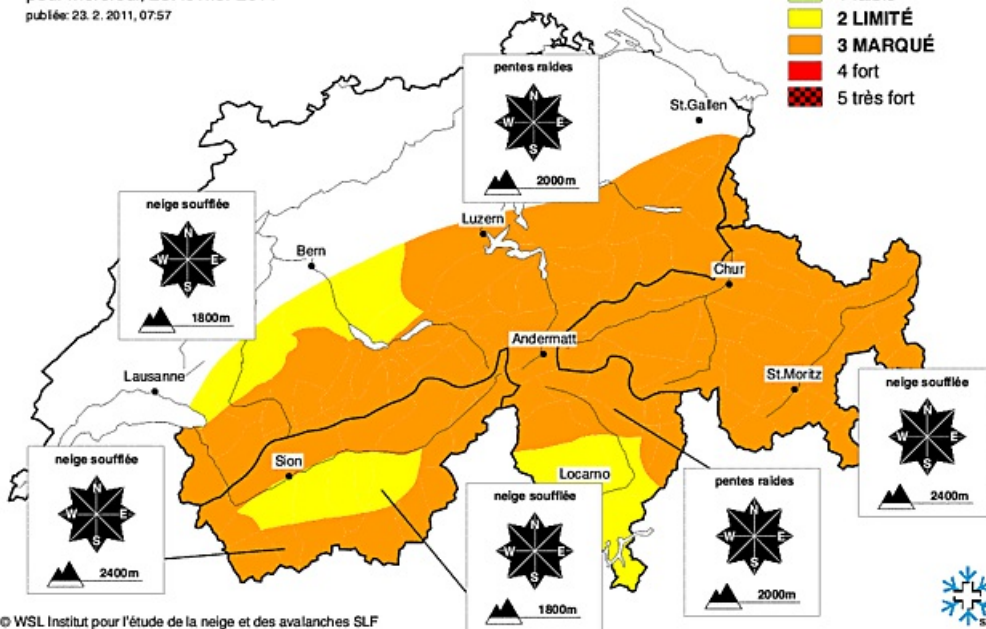 publiée: 23. 2. 2011, 07:57
2 LIMITÉ
3 MARQUÉ
4 fort
5 très fort
pentes raides
N
W E
S
2000m
St.Gallen
neige soufflée
N
W E
S
1800m
Luzern
Bern
Chur
Andermatt
Lausanne
St.Moritz
neige soufflée
N
W E
S
2400m
neige soufflée
N
W E
S
2400m
Sion
Locarno
neige soufflée
N
W E
S
1800m
pentes raides
N
W E
S
2000m
© WSL Institut pour l'étude de la neige et des avalanches SLF